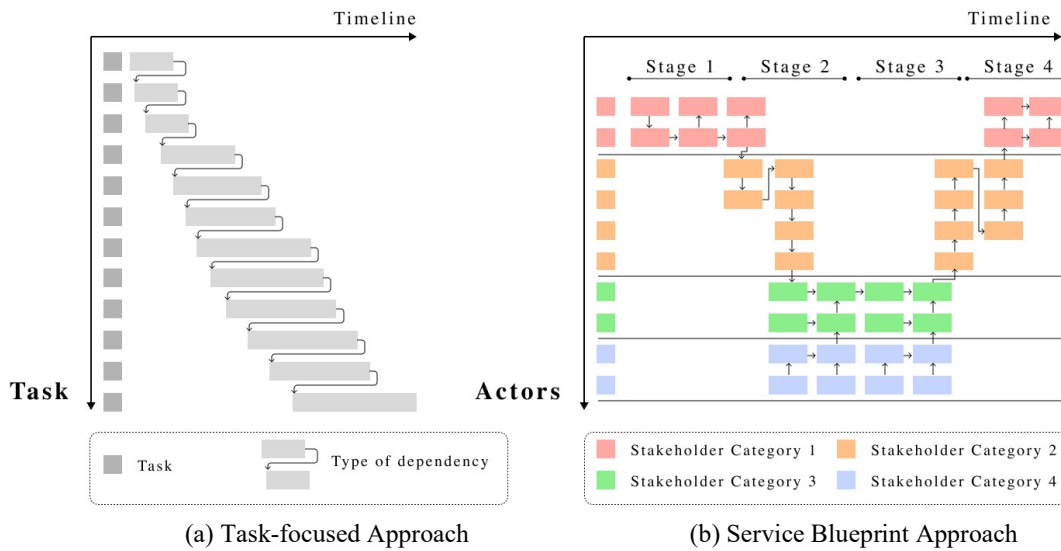 Timeline
Task
Task
Type of dependency
(a) Task-focused Approach
Timeline
Stage 1
Stage 2
Stage 3
Stage 4
Actors
Stakeholder Category 1
Stakeholder Category 2
Stakeholder Category 3
Stakeholder Category 4
(b) Service Blueprint Approach